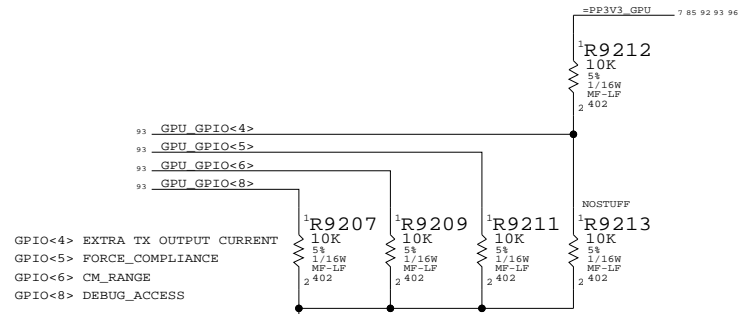 =PP3V3_GPU 7 85 92 93 96
1 R9212
10K
5%
1/16W
MF-LF
2 402
93 GPU_GPIO<4>
93 GPU_GPIO<5>
93 GPU_GPIO<6>
93 GPU_GPIO<8>
NOSTUFF
1 R9207
10K
5%
1/16W
MF-LF
2 402
1 R9209
10K
5%
1/16W
MF-LF
2 402
1 R9211
10K
5%
1/16W
MF-LF
2 402
1 R9213
10K
5%
1/16W
MF-LF
2 402
GPIO<4> EXTRA TX OUTPUT CURRENT
GPIO<5> FORCE_COMPLIANCE
GPIO<6> CM_RANGE
GPIO<8> DEBUG_ACCESS